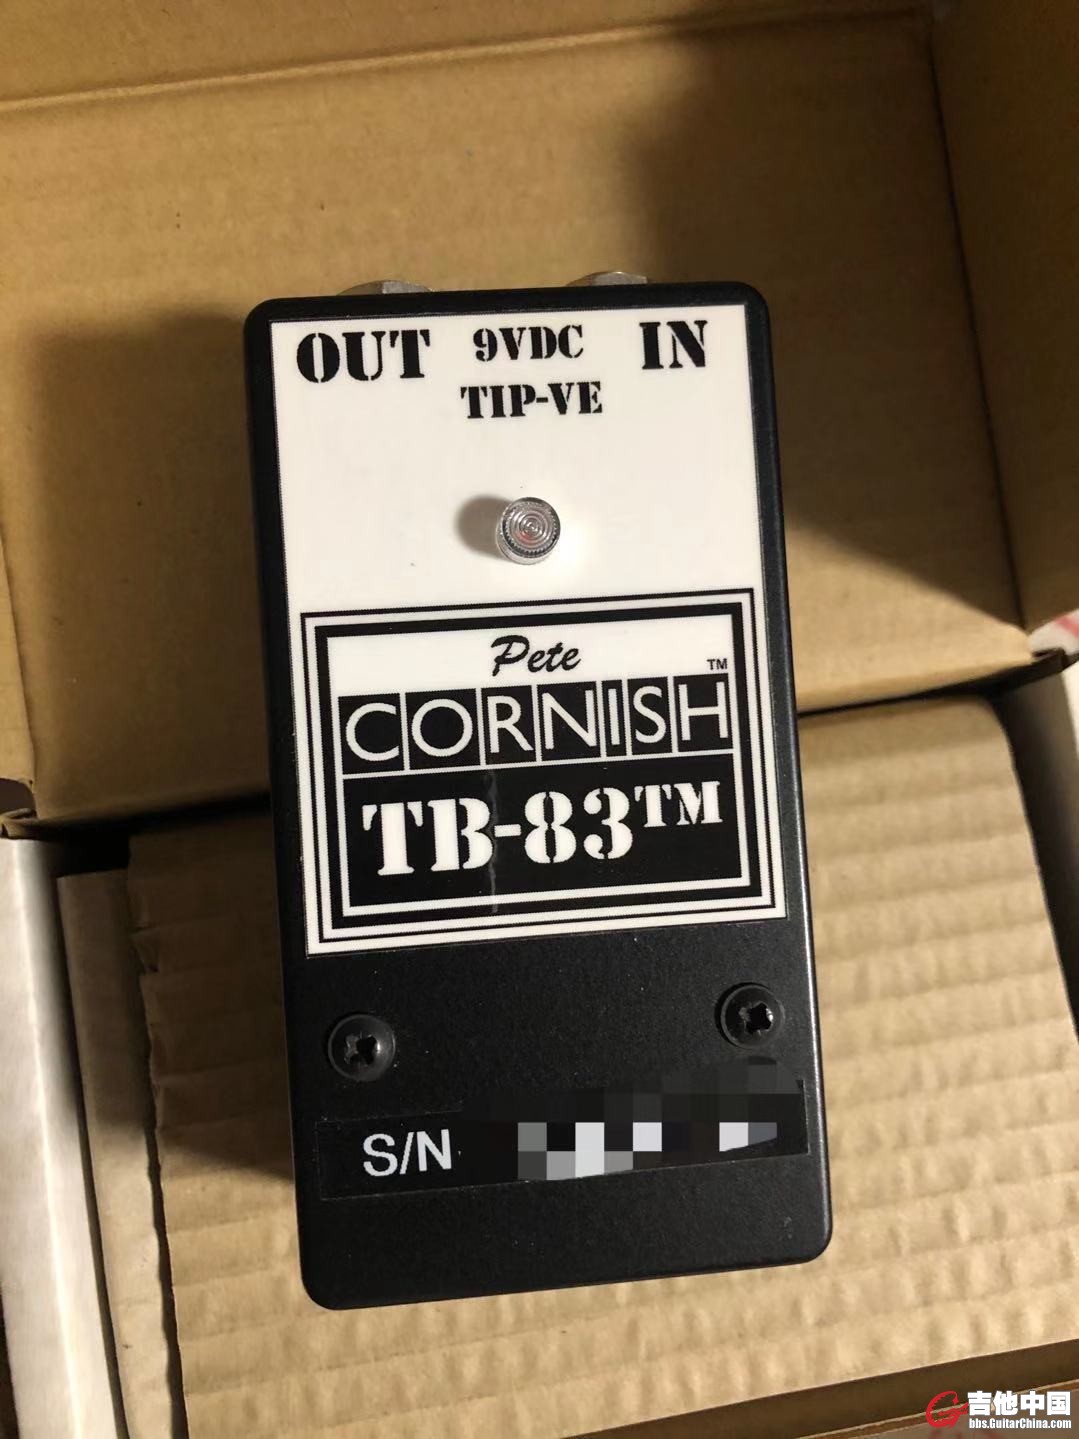 OUT 9VDC IN
TIP-VE
Pete
CORNISH™
TB-83™
S/N
吉他中国
bbs.GuitarChina.com